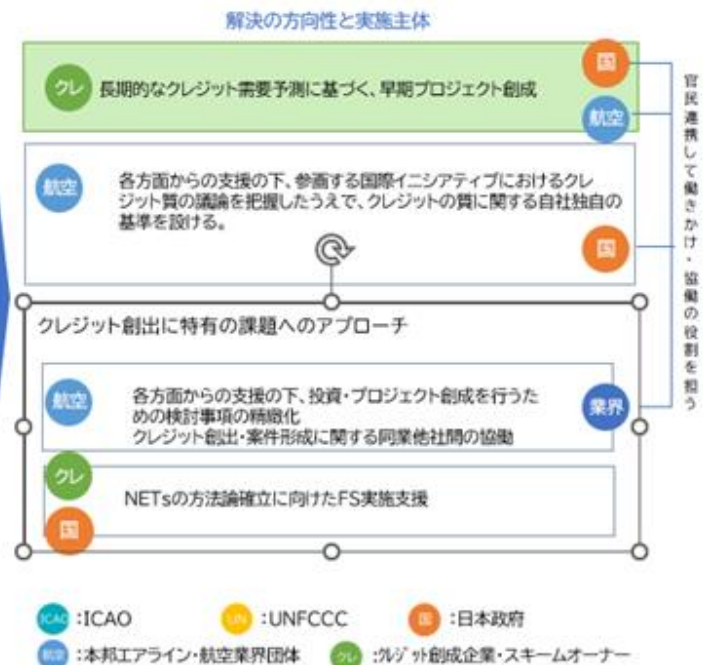 解決の方向性と実施主体
国
クレ 長期的なクレジット需要予測に基づく、早期プロジェクト創成
航空
官民連携して働きかけ・協働の役割を担う
航空
各方面からの支援の下、参画する国際イニシアティブにおけるクレ
ジット質の議論を把握したうえで、クレジットの質に関する自社独自の
基準を設ける。
国
クレジット創出に特有の課題へのアプローチ
航空
各方面からの支援の下、投資・プロジェクト創成を行うた
めの検討事項の精緻化
クレジット創出・案件形成に関する同業他社間の協働
業界
クレ
NETsの方法論確立に向けたFS実施支援
国
ICAO :ICAO UN :UNFCCC 国 :日本政府
航空 :本邦エアライン・航空業界団体 クレ :クレジット創成企業・スキームオーナー